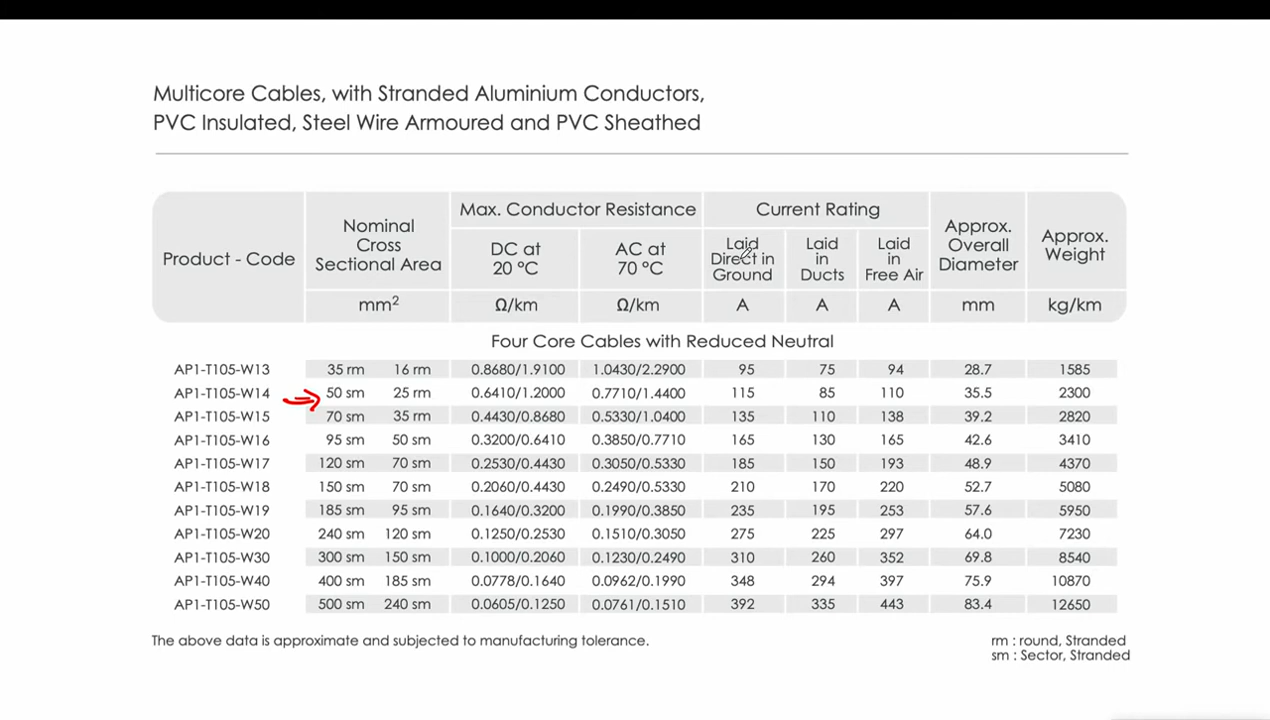 Multicore Cables, with Stranded Aluminium Conductors,
PVC Insulated, Steel Wire Armoured and PVC Sheathed
Product - Code
Nominal
Cross
Sectional Area
mm²
Max. Conductor Resistance
DC at
20 °C
AC at
70 °C
Ω/km
Ω/km
Current Rating
Laid
Direct in
Ground
Laid
in
Ducts
Laid
in
Free Air
A
A
A
Approx.
Overall
Diameter
mm
Approx.
Weight
kg/km
Four Core Cables with Reduced Neutral
AP1-T105-W13 35 rm 16 rm 0.8680/1.9100 1.0430/2.2900 95 75 94 28.7 1585
AP1-T105-W14 50 sm 25 rm 0.6410/1.2000 0.7710/1.4400 115 85 110 35.5 2300
AP1-T105-W15 70 sm 35 rm 0.4430/0.8680 0.5330/1.0400 135 110 138 39.2 2820
AP1-T105-W16 95 sm 50 sm 0.3200/0.6410 0.3850/0.7710 165 130 165 42.6 3410
AP1-T105-W17 120 sm 70 sm 0.2530/0.4430 0.3050/0.5330 185 150 193 48.9 4370
AP1-T105-W18 150 sm 70 sm 0.2060/0.4430 0.2490/0.5330 210 170 220 52.7 5080
AP1-T105-W19 185 sm 95 sm 0.1640/0.3200 0.1990/0.3850 235 195 253 57.6 5950
AP1-T105-W20 240 sm 120 sm 0.1250/0.2530 0.1510/0.3050 275 225 297 64.0 7230
AP1-T105-W30 300 sm 150 sm 0.1000/0.2060 0.1230/0.2490 310 260 352 69.8 8540
AP1-T105-W40 400 sm 185 sm 0.0778/0.1640 0.0962/0.1990 348 294 397 75.9 10870
AP1-T105-W50 500 sm 240 sm 0.0605/0.1250 0.0761/0.1510 392 335 443 83.4 12650
The above data is approximate and subjected to manufacturing tolerance.
rm : round, Stranded
sm : Sector, Stranded